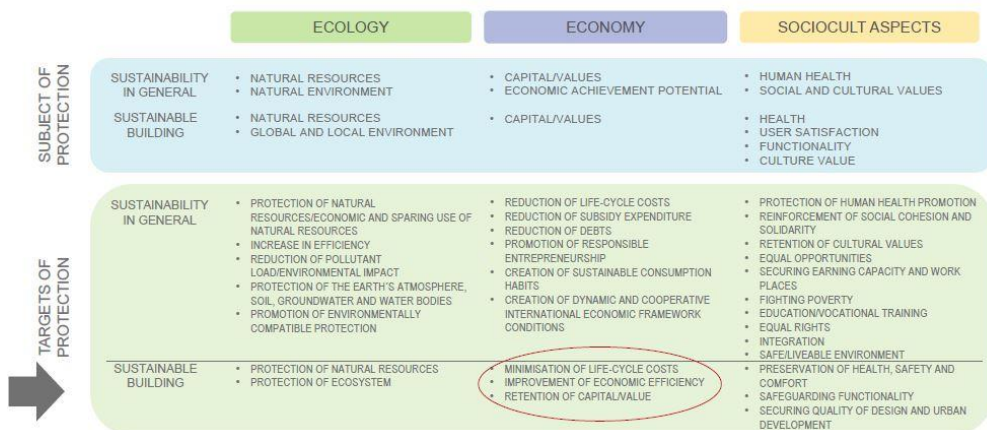 ECOLOGY
ECONOMY
SOCIOCULT ASPECTS
SUBJECT OF
PROTECTION
SUSTAINABILITY
IN GENERAL
• NATURAL RESOURCES
• NATURAL ENVIRONMENT
• CAPITAL/VALUES
• ECONOMIC ACHIEVEMENT POTENTIAL
• HUMAN HEALTH
• SOCIAL AND CULTURAL VALUES
SUSTAINABLE
BUILDING
• NATURAL RESOURCES
• GLOBAL AND LOCAL ENVIRONMENT
• CAPITAL/VALUES
• HEALTH
• USER SATISFACTION
• FUNCTIONALITY
• CULTURE VALUE
TARGETS OF
PROTECTION
SUSTAINABILITY
IN GENERAL
• PROTECTION OF NATURAL
RESOURCES/ECONOMIC AND SPARING USE OF
NATURAL RESOURCES
• INCREASE IN EFFICIENCY
• REDUCTION OF POLLUTANT
LOAD/ENVIRONMENTAL IMPACT
• PROTECTION OF THE EARTH'S ATMOSPHERE,
SOIL, GROUNDWATER AND WATER BODIES
• PROMOTION OF ENVIRONMENTALLY
COMPATIBLE PROTECTION
• REDUCTION OF LIFE-CYCLE COSTS
• REDUCTION OF SUBSIDY EXPENDITURE
• REDUCTION OF DEBTS
• PROMOTION OF RESPONSIBLE
ENTREPRENEURSHIP
• CREATION OF SUSTAINABLE CONSUMPTION
HABITS
• CREATION OF DYNAMIC AND COOPERATIVE
INTERNATIONAL ECONOMIC FRAMEWORK
CONDITIONS
• PROTECTION OF HUMAN HEALTH PROMOTION
• REINFORCEMENT OF SOCIAL COHESION AND
SOLIDARITY
• RETENTION OF CULTURAL VALUES
• EQUAL OPPORTUNITIES
• SECURING EARNING CAPACITY AND WORK
PLACES
• FIGHTING POVERTY
• EDUCATION/VOCATIONAL TRAINING
• EQUAL RIGHTS
• INTEGRATION
• SAFE/LIVEABLE ENVIRONMENT
SUSTAINABLE
BUILDING
• PROTECTION OF NATURAL RESOURCES
• PROTECTION OF ECOSYSTEM
• MINIMISATION OF LIFE-CYCLE COSTS
• IMPROVEMENT OF ECONOMIC EFFICIENCY
• RETENTION OF CAPITAL/VALUE
• PRESERVATION OF HEALTH, SAFETY AND
COMFORT
• SAFEGUARDING FUNCTIONALITY
• SECURING QUALITY OF DESIGN AND URBAN
DEVELOPMENT